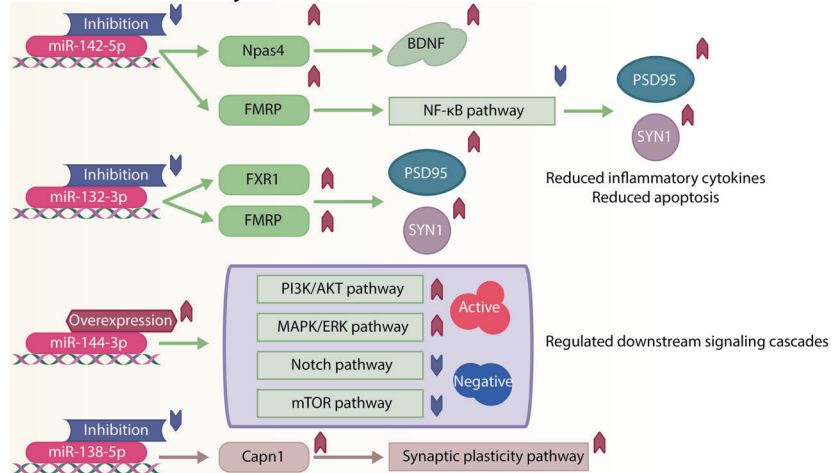 Inhibition
miR-142-5p
Npas4
BDNF
FMRP
NF-κB pathway
PSD95
SYN1
Reduced inflammatory cytokines
Reduced apoptosis
Inhibition
miR-132-3p
FXR1
FMRP
PSD95
SYN1
Overexpression
miR-144-3p
PI3K/AKT pathway
MAPK/ERK pathway
Notch pathway
mTOR pathway
Active
Negative
Regulated downstream signaling cascades
Inhibition
miR-138-5p
Capn1
Synaptic plasticity pathway